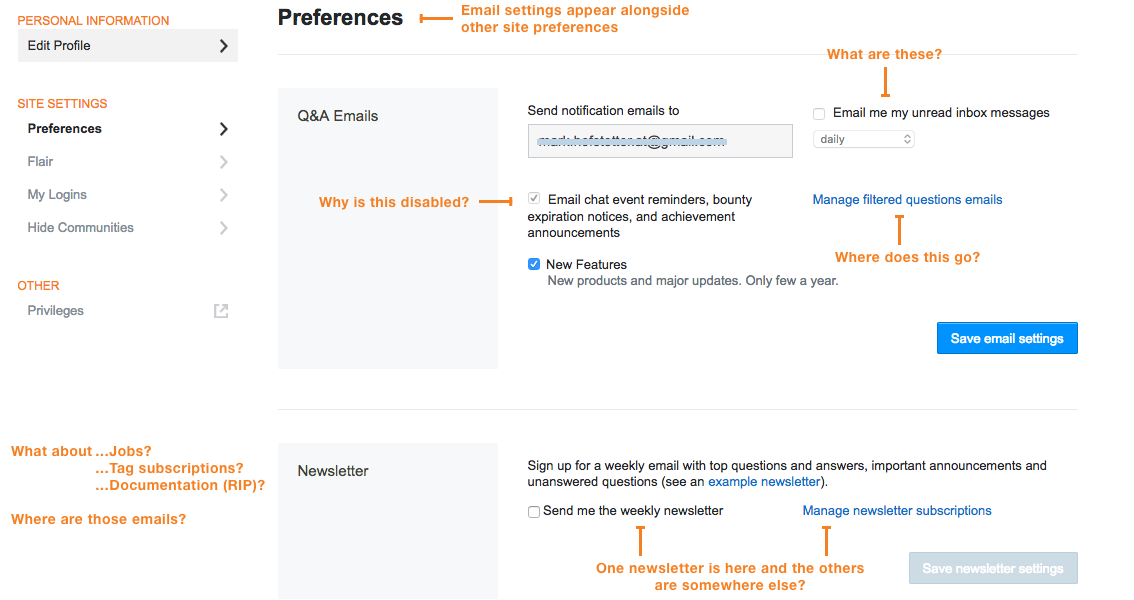 PERSONAL INFORMATION
Edit Profile
SITE SETTINGS
Preferences
Flair
My Logins
Hide Communities
OTHER
Privileges
What about ...Jobs?
...Tag subscriptions?
...Documentation (RIP)?
Where are those emails?
Preferences
Email settings appear alongside
other site preferences
What are these?
Q&A Emails
Send notification emails to
Email me my unread inbox messages
daily
Why is this disabled?
Email chat event reminders, bounty
expiration notices, and achievement
announcements
Manage filtered questions emails
Where does this go?
New Features
New products and major updates. Only few a year.
Save email settings
Newsletter
Sign up for a weekly email with top questions and answers, important announcements and
unanswered questions (see an example newsletter).
Send me the weekly newsletter
Manage newsletter subscriptions
One newsletter is here and the others
are somewhere else?
Save newsletter settings